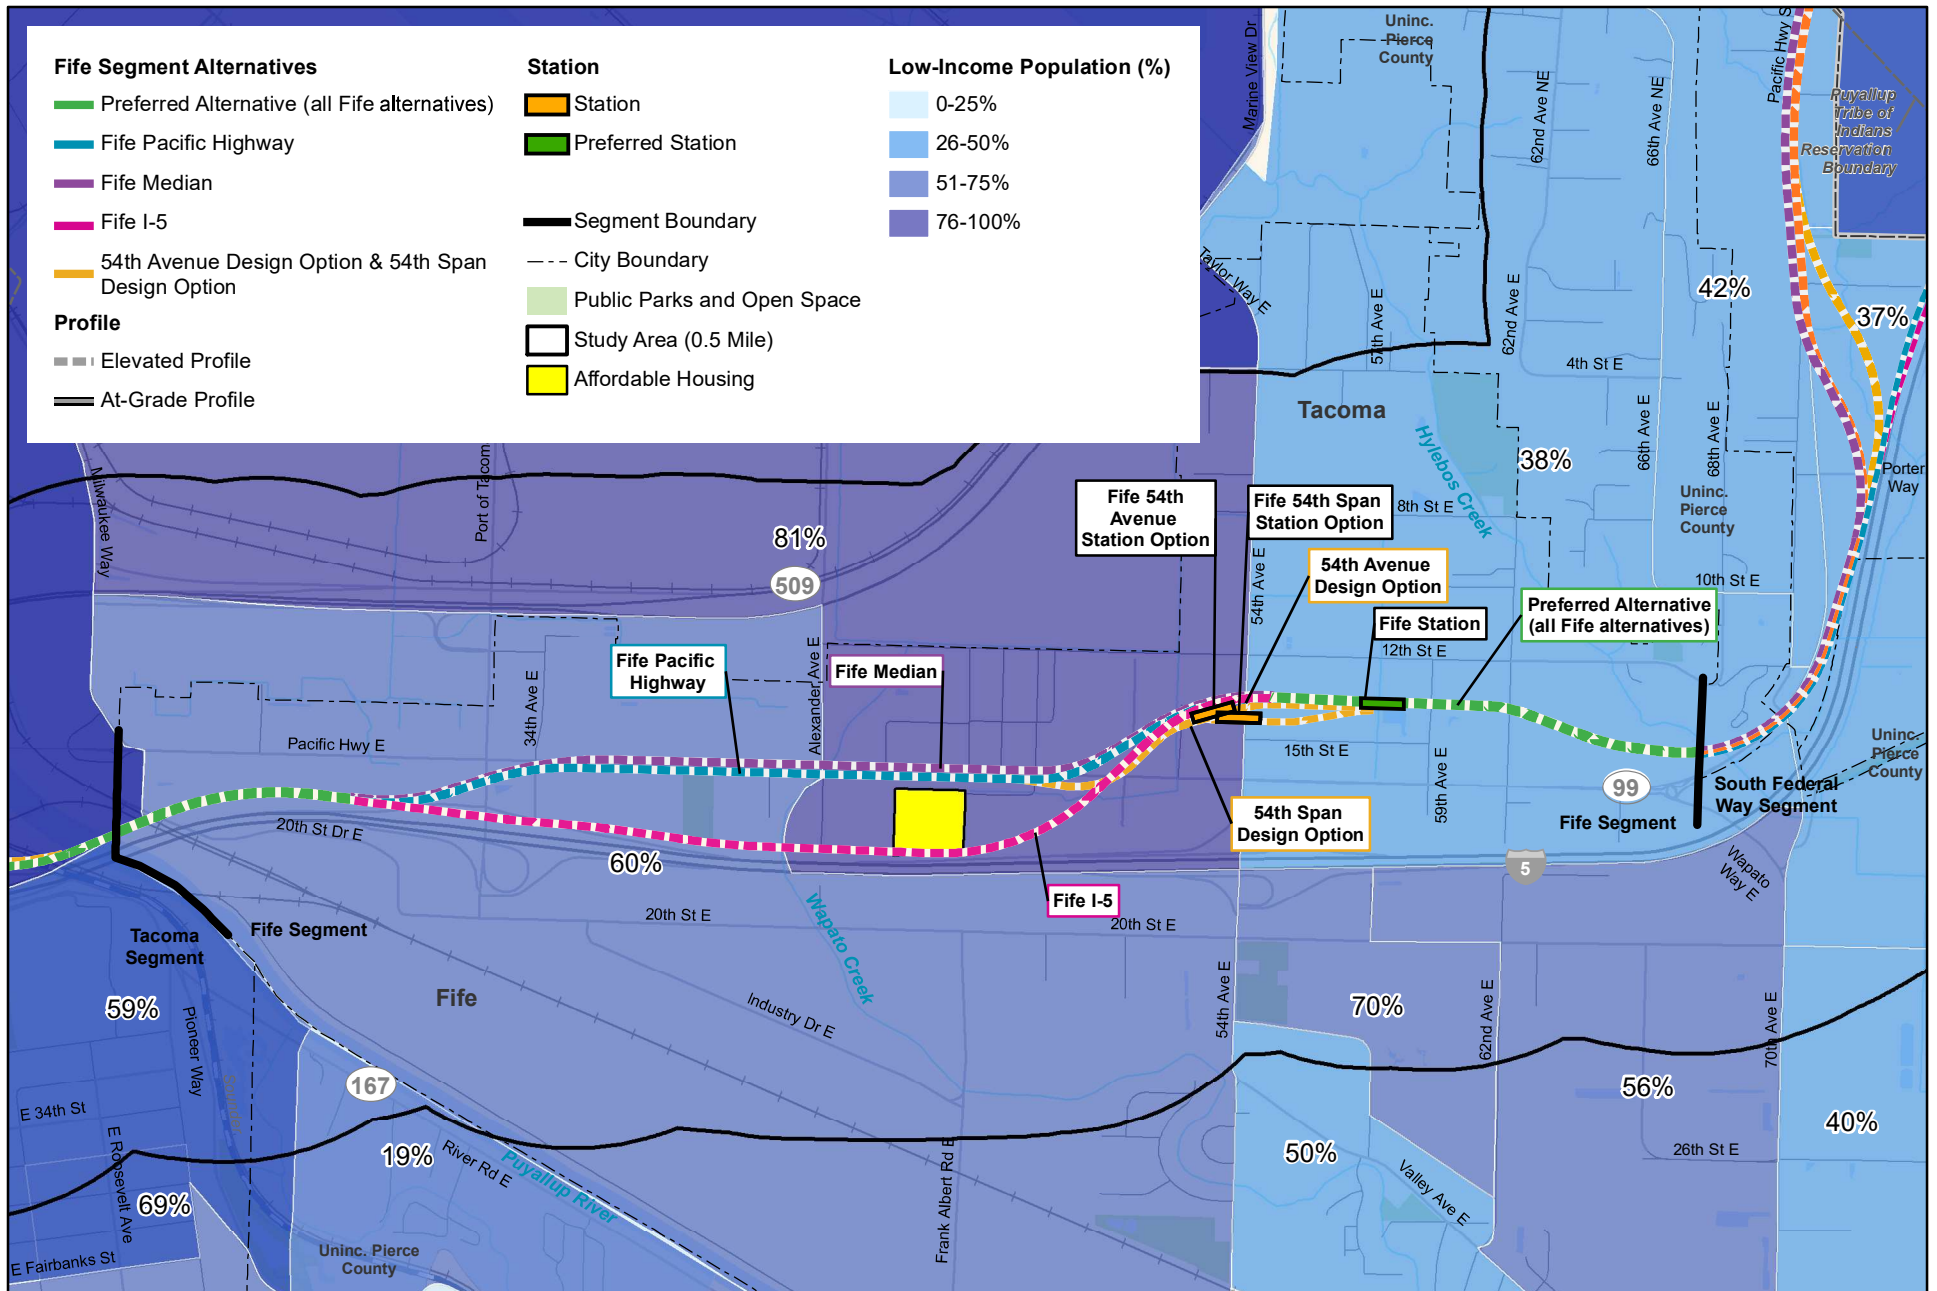 Fife Segment Alternatives
Preferred Alternative (all Fife alternatives)
Fife Pacific Highway
Fife Median
Fife I-5
54th Avenue Design Option & 54th Span
Design Option
Profile
Elevated Profile
At-Grade Profile
Station
Station
Preferred Station
Segment Boundary
City Boundary
Public Parks and Open Space
Study Area (0.5 Mile)
Affordable Housing
Low-Income Population (%)
0-25%
26-50%
51-75%
76-100%
Marine View Dr
Uninc.
Pierce
County
62nd Ave NE
66th Ave NE
Pacific Hwy S
Puyallup
Tribe of
Indians
Reservation
Boundary
Taylor Way E
57th Ave E
62nd Ave E
42%
37%
4th St E
Tacoma
66th Ave E
68th Ave E
Hylebos Creek
38%
Porter
Way
Uninc.
Pierce
County
Milwaukee Way
Port of Tacom
81%
509
Fife 54th
Avenue
Station Option
Fife 54th Span
Station Option
8th St E
54th Ave E
54th Avenue
Design Option
10th St E
Fife Station
Preferred Alternative
(all Fife alternatives)
12th St E
Fife Pacific
Highway
Alexander Ave E
Fife Median
34th Ave E
Pacific Hwy E
15th St E
59th Ave E
99
Uninc.
Pierce
County
South Federal
Way Segment
Fife Segment
54th Span
Design Option
20th St Dr E
60%
5
Wapato
Way E
Fife I-5
20th St E
20th St E
Wapato Creek
Tacoma
Segment
Fife Segment
Fife
59%
Pioneer Way
Industry Dr E
54th Ave E
70%
62nd Ave E
70th Ave E
167
56%
40%
E 34th St
E Roosevelt Ave
19%
River Rd E
Puyallup River
Frank Albert Rd E
50%
Valley Ave E
26th St E
69%
E Fairbanks St
Uninc. Pierce
County